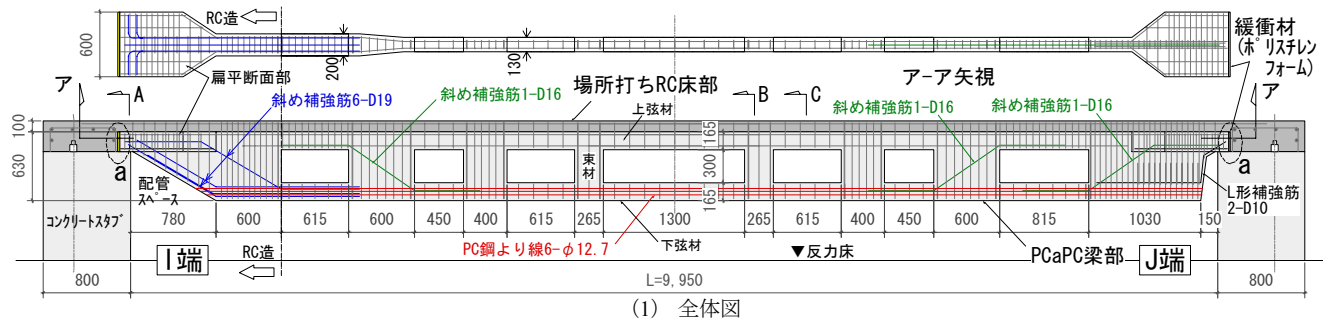 RC造
600
200
130
緩衝材
(ポリスチレン
フォーム)
扁平断面部
ア-ア矢視
ア
A
斜め補強筋6-D19
斜め補強筋1-D16
場所打ちRC床部
上弦材
B
C
斜め補強筋1-D16
斜め補強筋1-D16
ア
100
630
165
300
165
束材
a
a
配管
スペース
L形補強筋
2-D10
コンクリートスタブ
780
600
615
600
450
400
615
265
1300
265
615
400
450
600
815
1030
150
PC鋼より線6-φ12.7
下弦材
▼反力床
PCaPC梁部
I端
RC造
J端
800
L=9,950
800
(1) 全体図